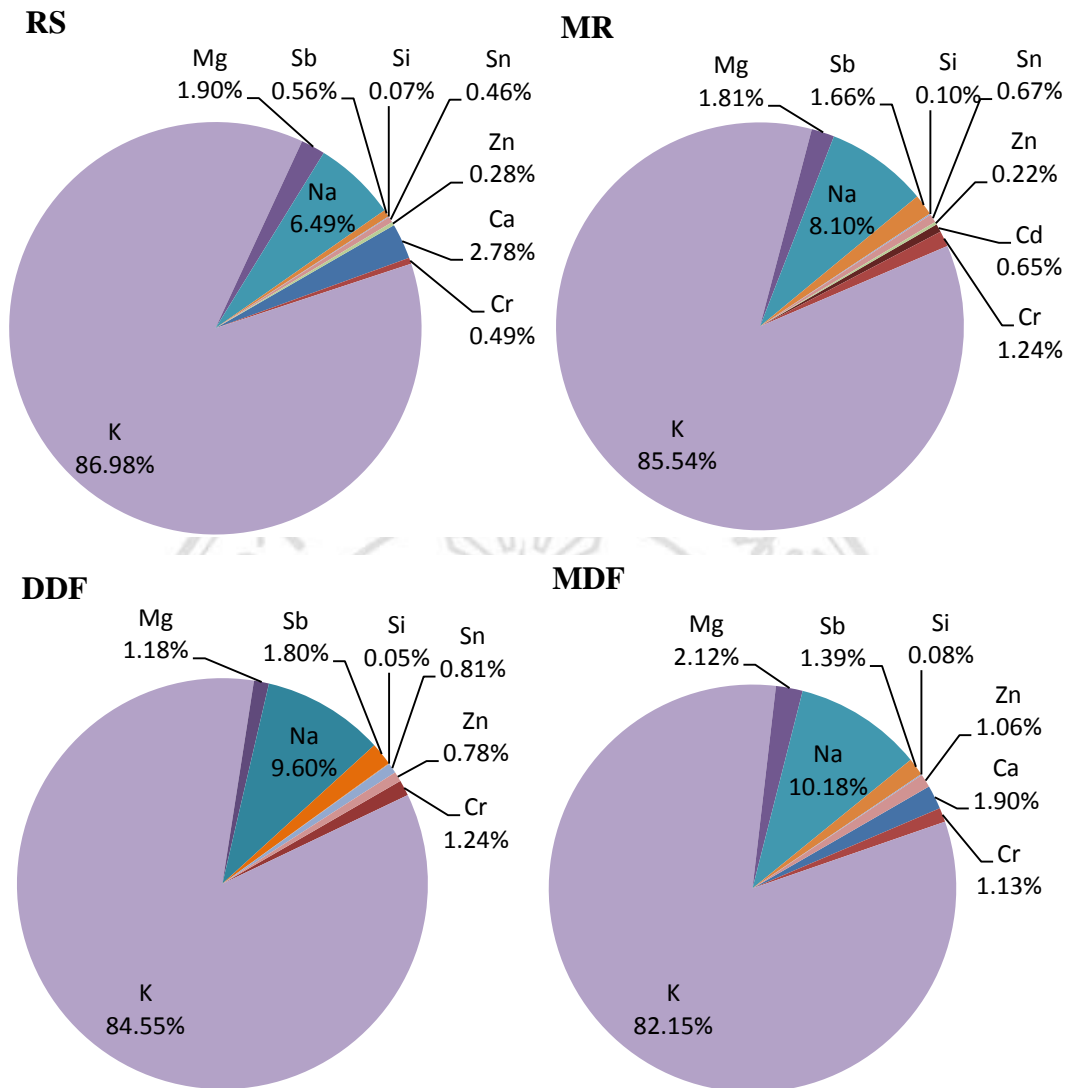 RS
Mg
1.90%
Sb
0.56%
Si
0.07%
Sn
0.46%
Zn
0.28%
Ca
2.78%
Cr
0.49%
Na
6.49%
K
86.98%
MR
Mg
1.81%
Sb
1.66%
Si
0.10%
Sn
0.67%
Zn
0.22%
Cd
0.65%
Cr
1.24%
Na
8.10%
K
85.54%
DDF
Mg
1.18%
Sb
1.80%
Si
0.05%
Sn
0.81%
Zn
0.78%
Cr
1.24%
Na
9.60%
K
84.55%
MDF
Mg
2.12%
Sb
1.39%
Si
0.08%
Zn
1.06%
Ca
1.90%
Cr
1.13%
Na
10.18%
K
82.15%